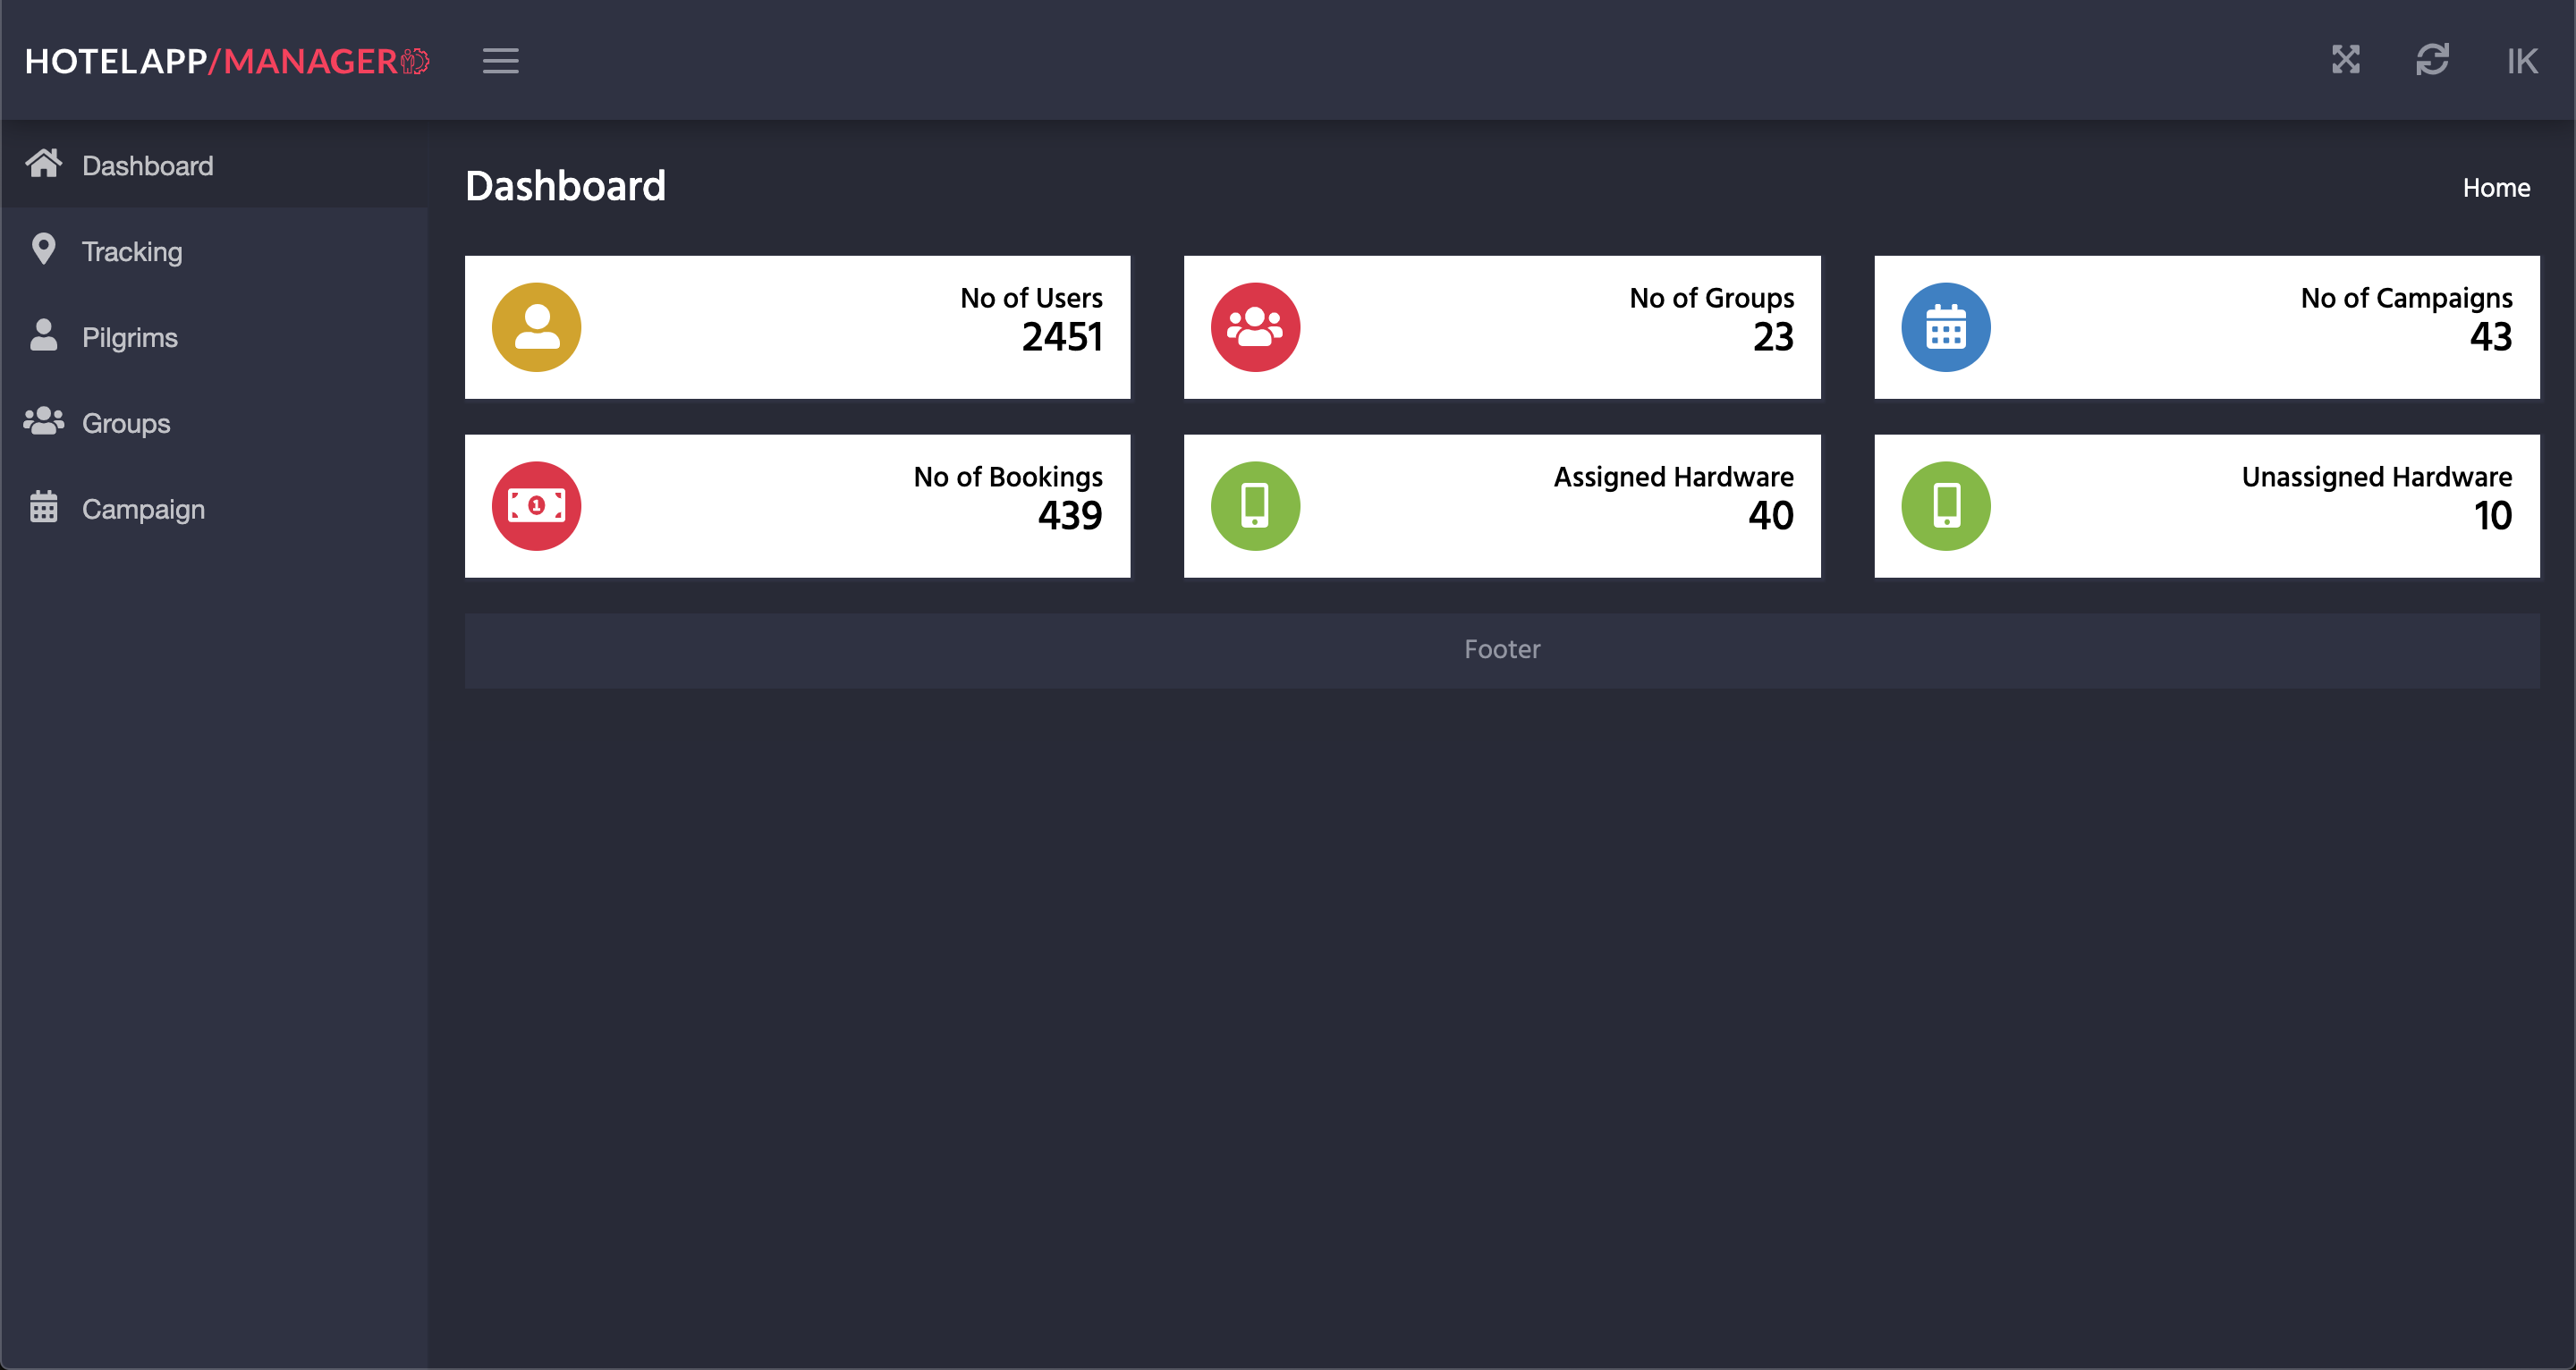 HOTELAPP/MANAGER
IK
Dashboard
Tracking
Pilgrims
Groups
Campaign
Dashboard
Home
No of Users
2451
No of Groups
23
No of Campaigns
43
No of Bookings
439
Assigned Hardware
40
Unassigned Hardware
10
Footer